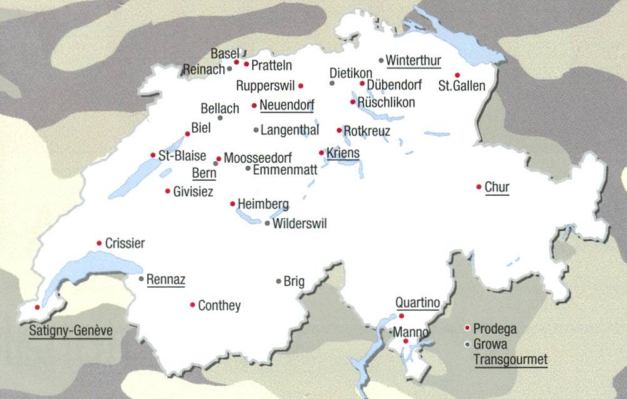 Basel
Pratteln
Reinach
Winterthur
Dietikon
Dübendorf
St.Gallen
Rupperswil
Rüschlikon
Neuendorf
Bellach
Biel
Langenthal
Rotkreuz
St-Blaise
Moosseedorf
Kriens
Bern
Emmenmatt
Givisiez
Chur
Heimberg
Wilderswil
Crissier
Rennaz
Brig
Conthey
Quartino
Satigny-Genève
Manno
Prodega
Growa
Transgourmet